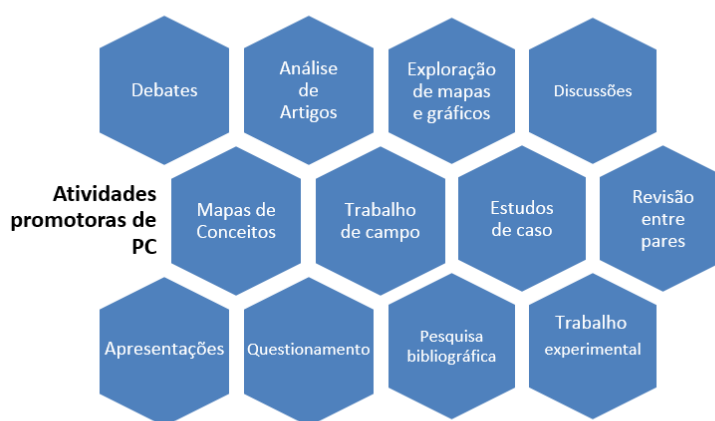 Debates
Análise
de
Artigos
Exploração
de mapas
e gráficos
Discussões
Atividades
promotoras de
PC
Mapas de
Conceitos
Trabalho
de campo
Estudos
de caso
Revisão
entre
pares
Apresentações
Questionamento
Pesquisa
bibliográfica
Trabalho
experimental